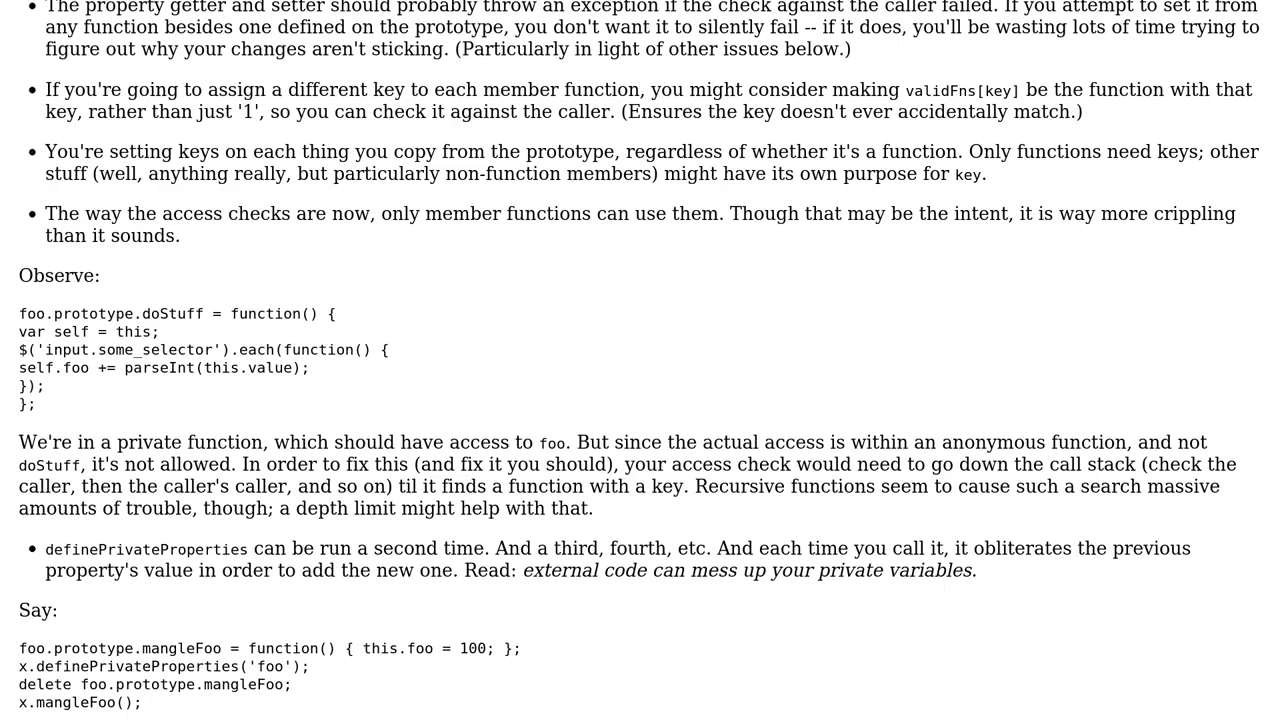 • The property getter and setter should probably throw an exception if the check against the caller failed. If you attempt to set it from
any function besides one defined on the prototype, you don't want it to silently fail -- if it does, you'll be wasting lots of time trying to
figure out why your changes aren't sticking. (Particularly in light of other issues below.)
• If you're going to assign a different key to each member function, you might consider making validFns[key] be the function with that
key, rather than just '1', so you can check it against the caller. (Ensures the key doesn't ever accidentally match.)
• You're setting keys on each thing you copy from the prototype, regardless of whether it's a function. Only functions need keys; other
stuff (well, anything really, but particularly non-function members) might have its own purpose for key.
• The way the access checks are now, only member functions can use them. Though that may be the intent, it is way more crippling
than it sounds.
Observe:
foo.prototype.doStuff = function() {
var self = this;
$('input.some_selector').each(function() {
self.foo += parseInt(this.value);
});
};
We're in a private function, which should have access to foo. But since the actual access is within an anonymous function, and not
doStuff, it's not allowed. In order to fix this (and fix it you should), your access check would need to go down the call stack (check the
caller, then the caller's caller, and so on) til it finds a function with a key. Recursive functions seem to cause such a search massive
amounts of trouble, though; a depth limit might help with that.
• definePrivateProperties can be run a second time. And a third, fourth, etc. And each time you call it, it obliterates the previous
property's value in order to add the new one. Read: external code can mess up your private variables.
Say:
foo.prototype.mangleFoo = function() { this.foo = 100; };
x.definePrivateProperties('foo');
delete foo.prototype.mangleFoo;
x.mangleFoo();